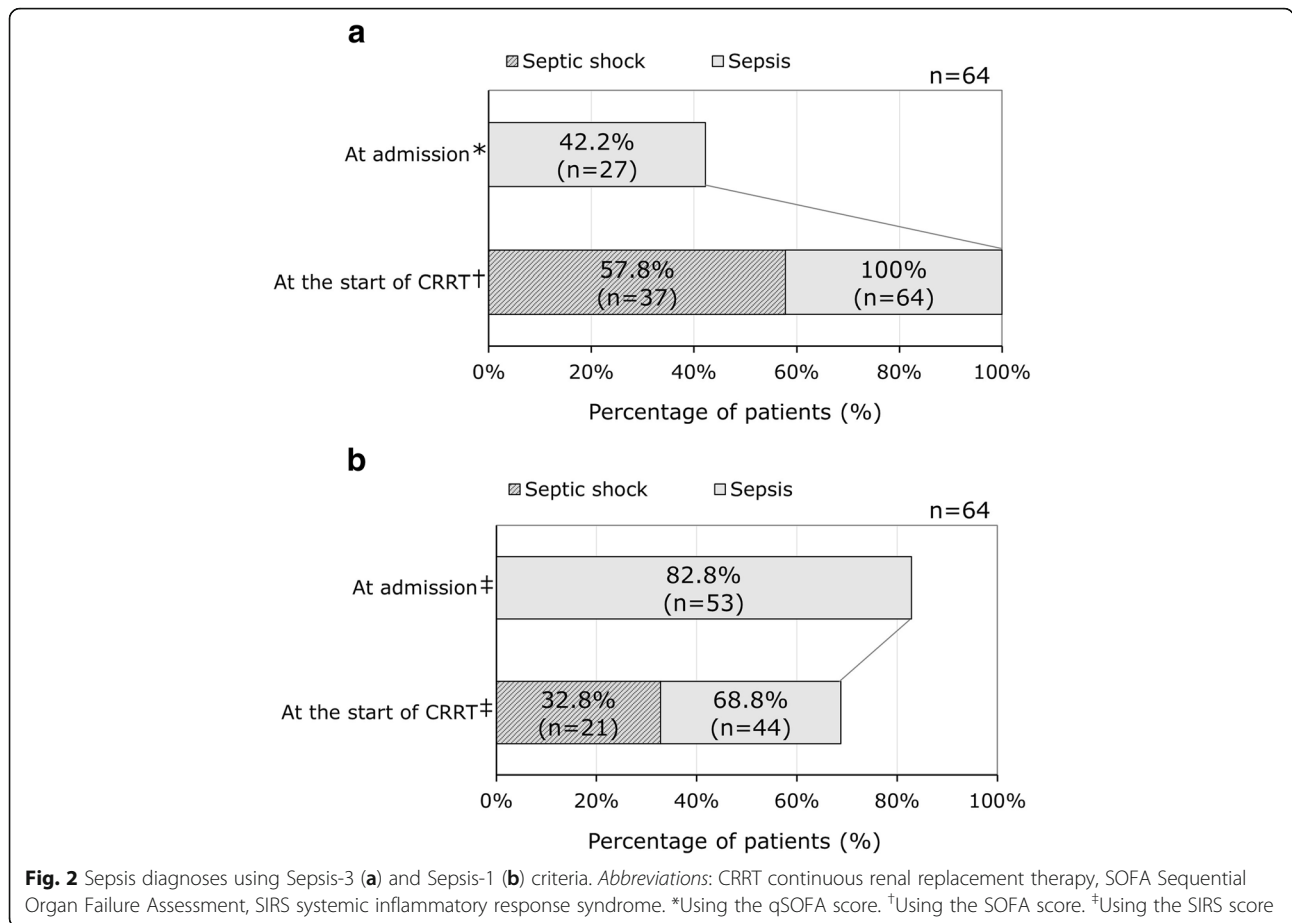 a
Septic shock Sepsis
n=64
At admission*
42.2%
(n=27)
At the start of CRRT†
57.8% 100%
(n=37) (n=64)
0% 20% 40% 60% 80% 100%
Percentage of patients (%)
b
Septic shock Sepsis
n=64
At admission‡
82.8%
(n=53)
At the start of CRRT‡
32.8% 68.8%
(n=21) (n=44)
0% 20% 40% 60% 80% 100%
Percentage of patients (%)
Fig. 2 Sepsis diagnoses using Sepsis-3 (a) and Sepsis-1 (b) criteria. Abbreviations: CRRT continuous renal replacement therapy, SOFA Sequential
Organ Failure Assessment, SIRS systemic inflammatory response syndrome. *Using the qSOFA score. †Using the SOFA score. ‡Using the SIRS score